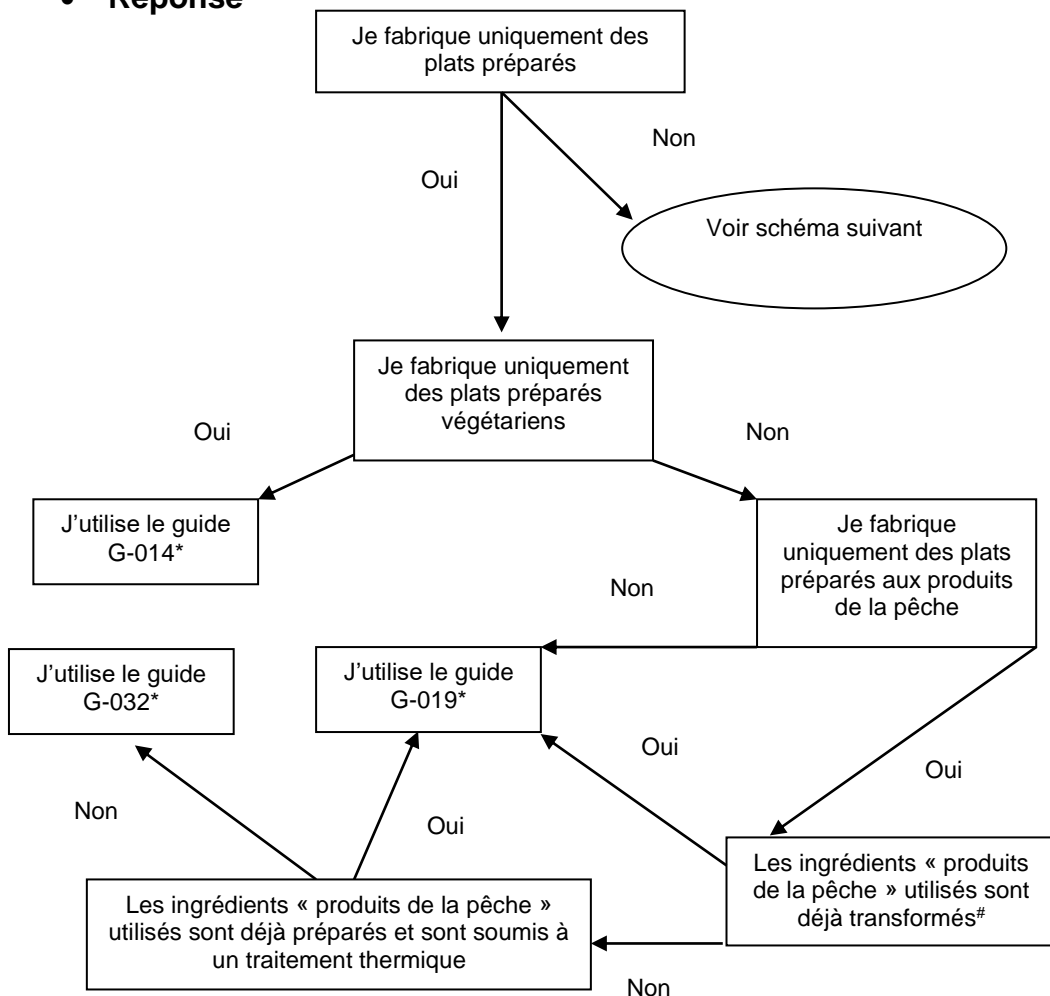 • Réponse
Je fabrique uniquement des
plats préparés
Non
Oui
Voir schéma suivant
Je fabrique uniquement
des plats préparés
végétariens
Oui
Non
J’utilise le guide
G-014*
Je fabrique
uniquement des plats
préparés aux produits
de la pêche
Non
J’utilise le guide
G-032*
J’utilise le guide
G-019*
Oui
Oui
Non
Oui
Les ingrédients « produits
de la pêche » utilisés sont
déjà transformés#
Les ingrédients « produits de la pêche »
utilisés sont déjà préparés et sont soumis à
un traitement thermique
Non